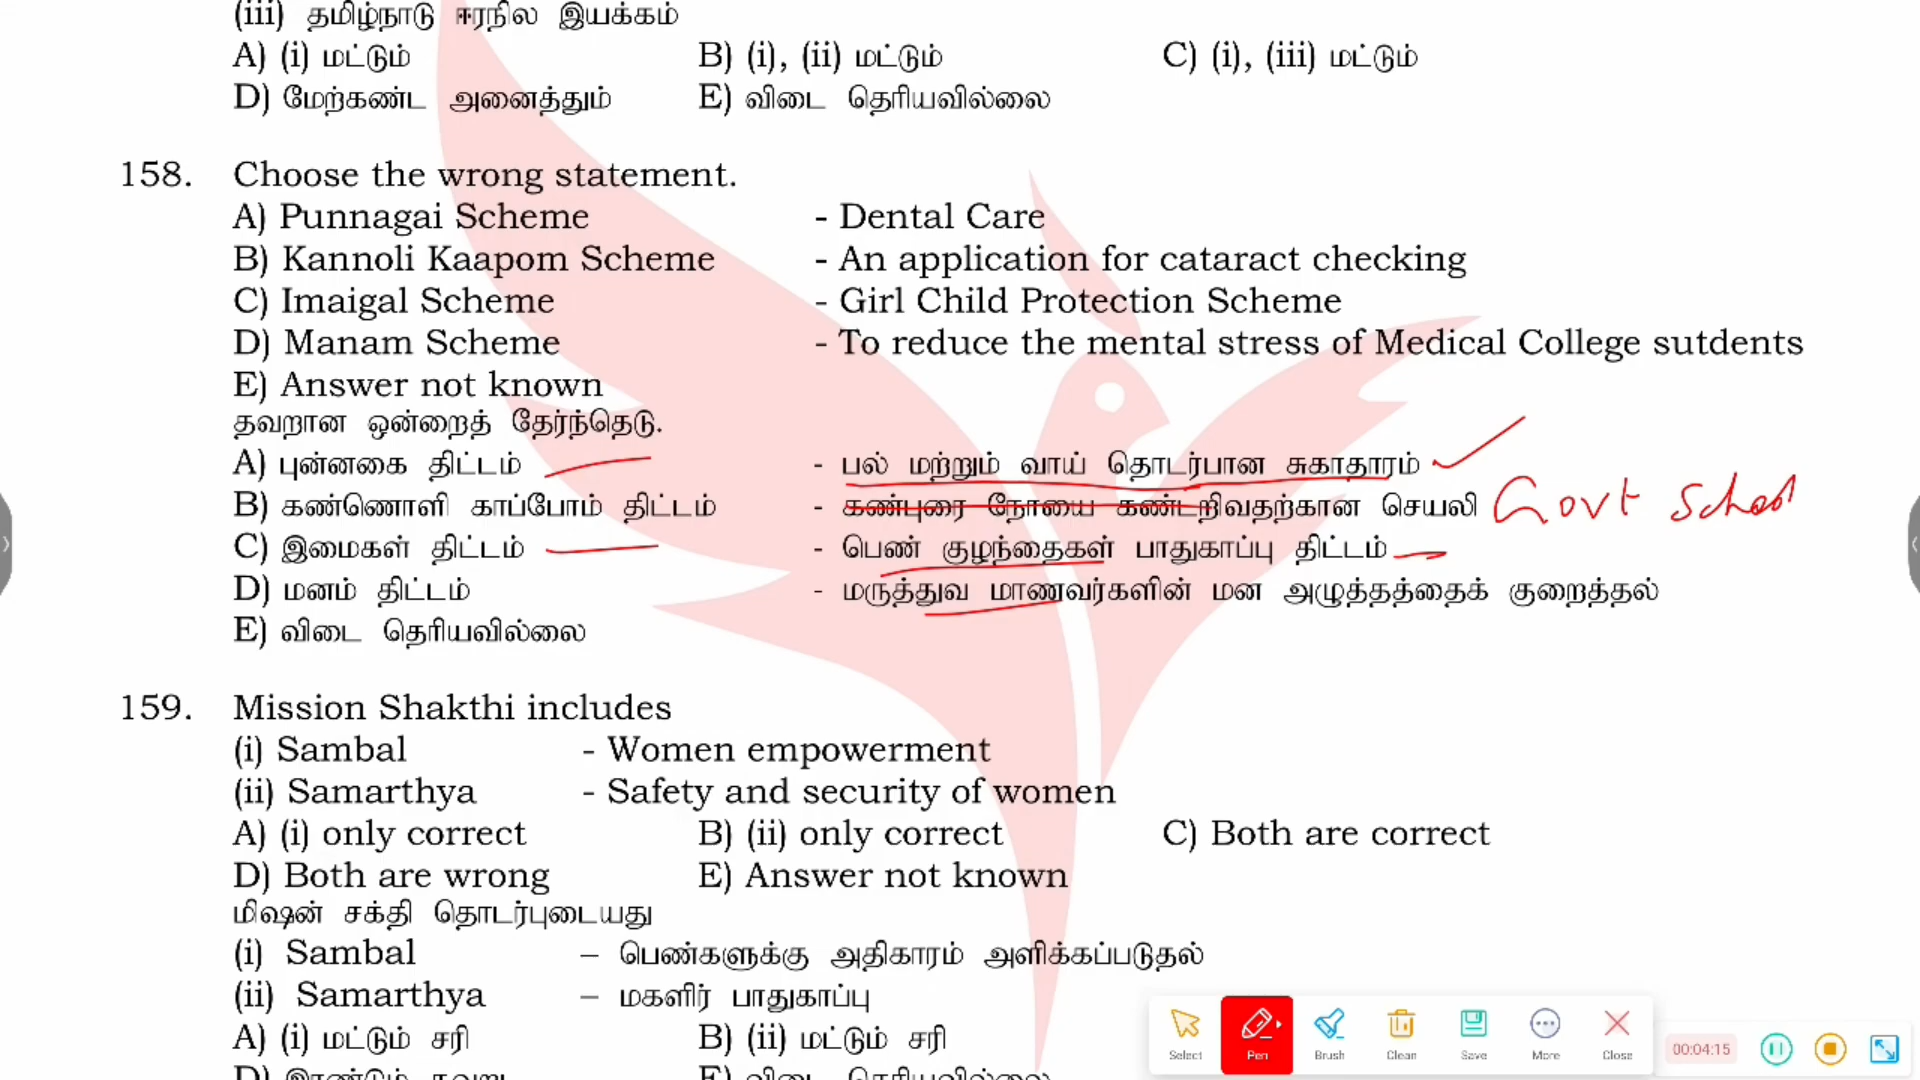 (iii) தமிழ்நாடு ஈரநில இயக்கம்
A) (i) மட்டும் B) (i), (ii) மட்டும் C) (i), (iii) மட்டும்
D) மேற்கண்ட அனைத்தும் E) விடை தெரியவில்லை
158. Choose the wrong statement.
A) Punnagai Scheme - Dental Care
B) Kannoli Kaapom Scheme - An application for cataract checking
C) Imaigal Scheme - Girl Child Protection Scheme
D) Manam Scheme - To reduce the mental stress of Medical College sutdents
E) Answer not known
தவறான ஒன்றைத் தேர்ந்தெடு.
A) புன்னகை திட்டம் - பல் மற்றும் வாய் தொடர்பான சுகாதாரம்
B) கண்ணொளி காப்போம் திட்டம் - கண்புரை நோயை கண்டறிவதற்கான செயலி Govt School
C) இமைகள் திட்டம் - பெண் குழந்தைகள் பாதுகாப்பு திட்டம்
D) மனம் திட்டம் - மருத்துவ மாணவர்களின் மன அழுத்தத்தைக் குறைத்தல்
E) விடை தெரியவில்லை
159. Mission Shakthi includes
(i) Sambal - Women empowerment
(ii) Samarthya - Safety and security of women
A) (i) only correct B) (ii) only correct C) Both are correct
D) Both are wrong E) Answer not known
மிஷன் சக்தி தொடர்புடையது
(i) Sambal – பெண்களுக்கு அதிகாரம் அளிக்கப்படுதல்
(ii) Samarthya – மகளிர் பாதுகாப்பு
A) (i) மட்டும் சரி B) (ii) மட்டும் சரி
D) இரண்டும் தவறு E) விடை தெரியவில்லை
Select Pen Brush Clean Save More Close 00:04:15